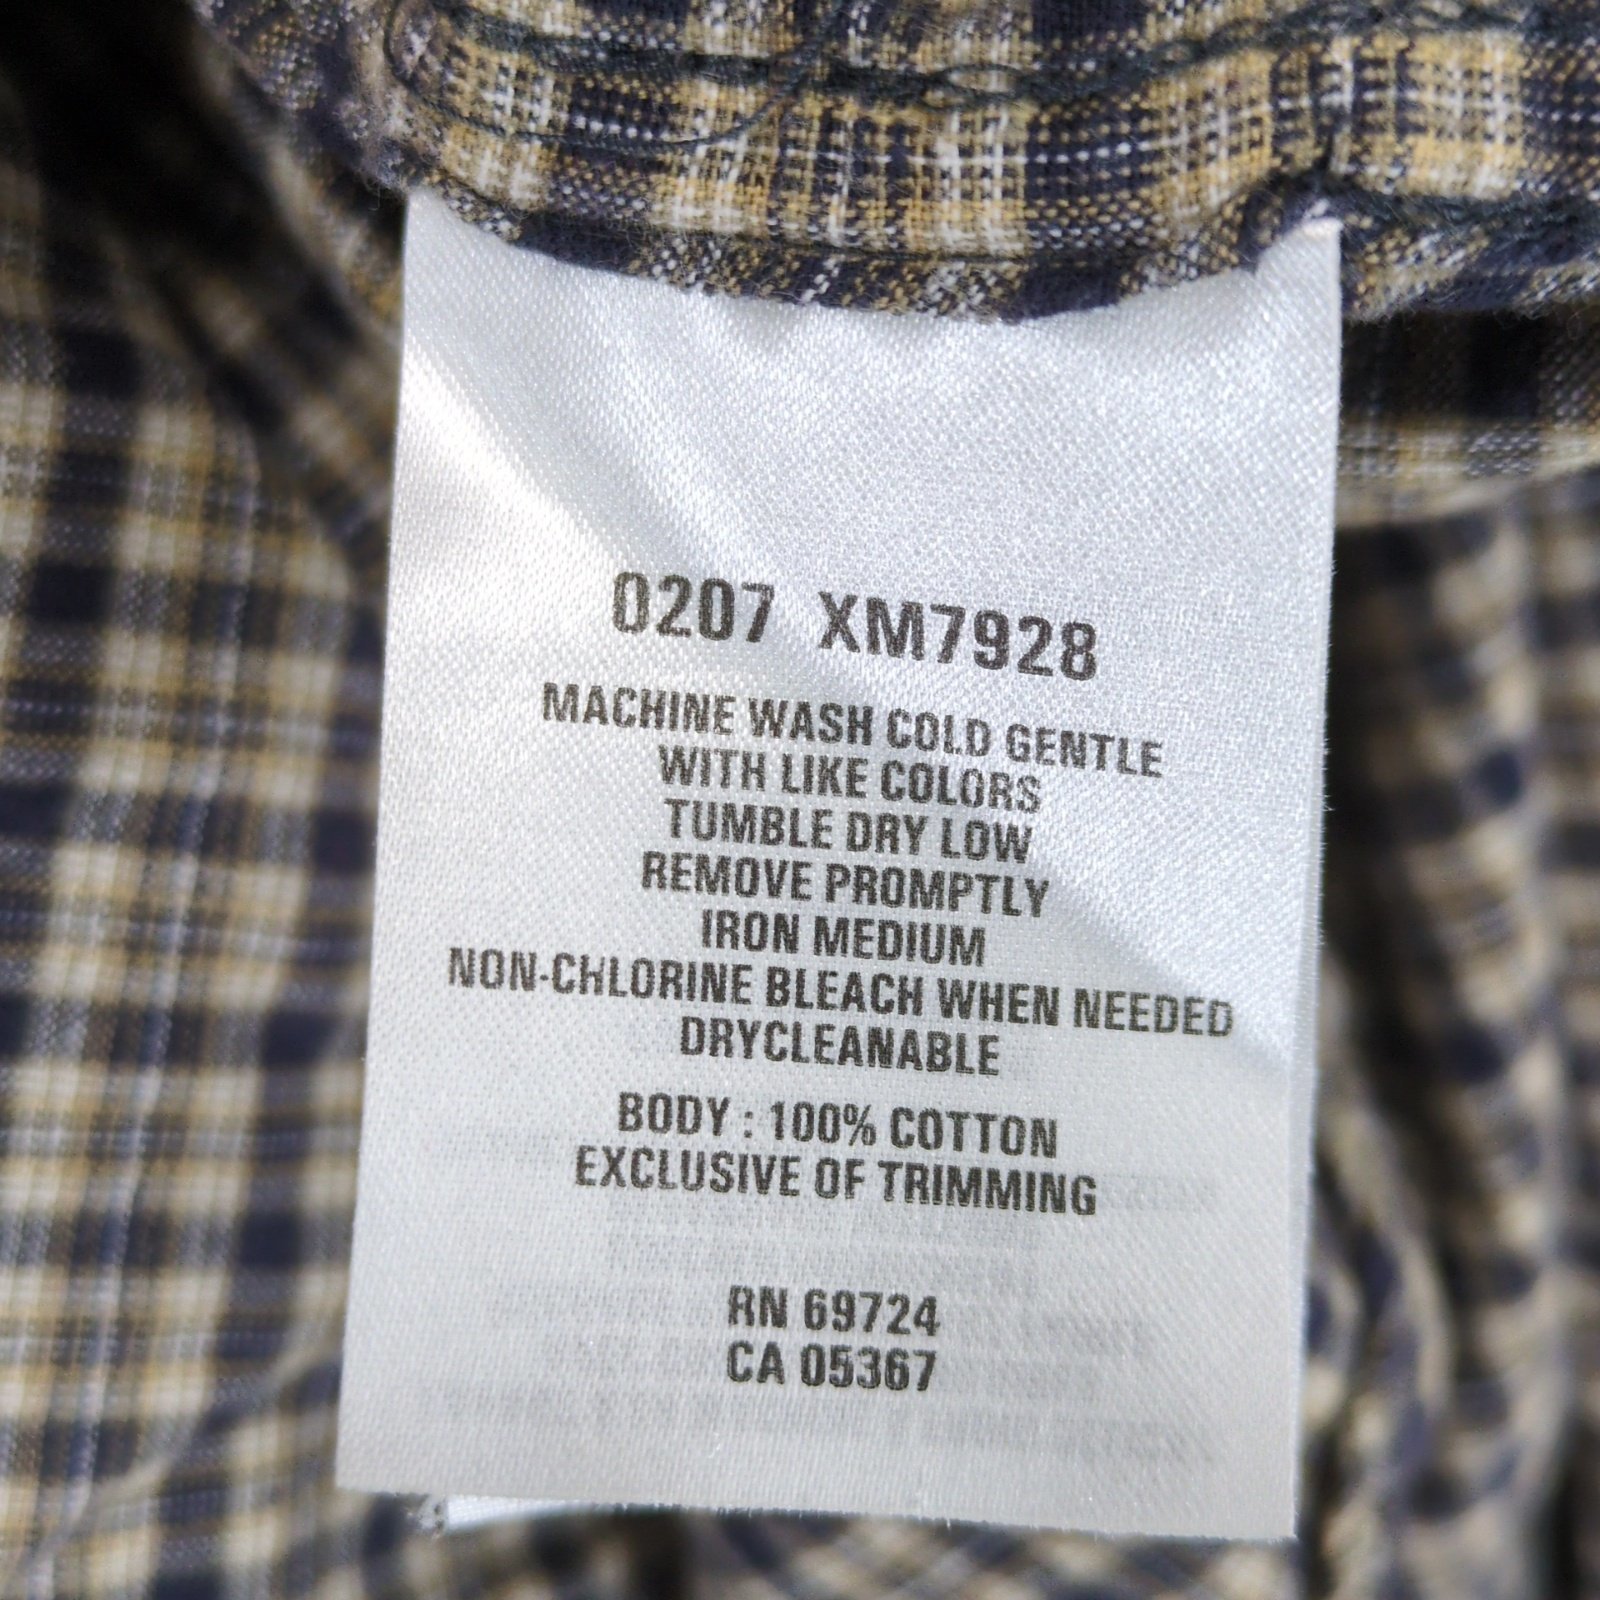 0207 XM7928
MACHINE WASH COLD GENTLE
WITH LIKE COLORS
TUMBLE DRY LOW
REMOVE PROMPTLY
IRON MEDIUM
NON-CHLORINE BLEACH WHEN NEEDED
DRYCLEANABLE
BODY : 100% COTTON
EXCLUSIVE OF TRIMMING
RN 69724
CA 05367